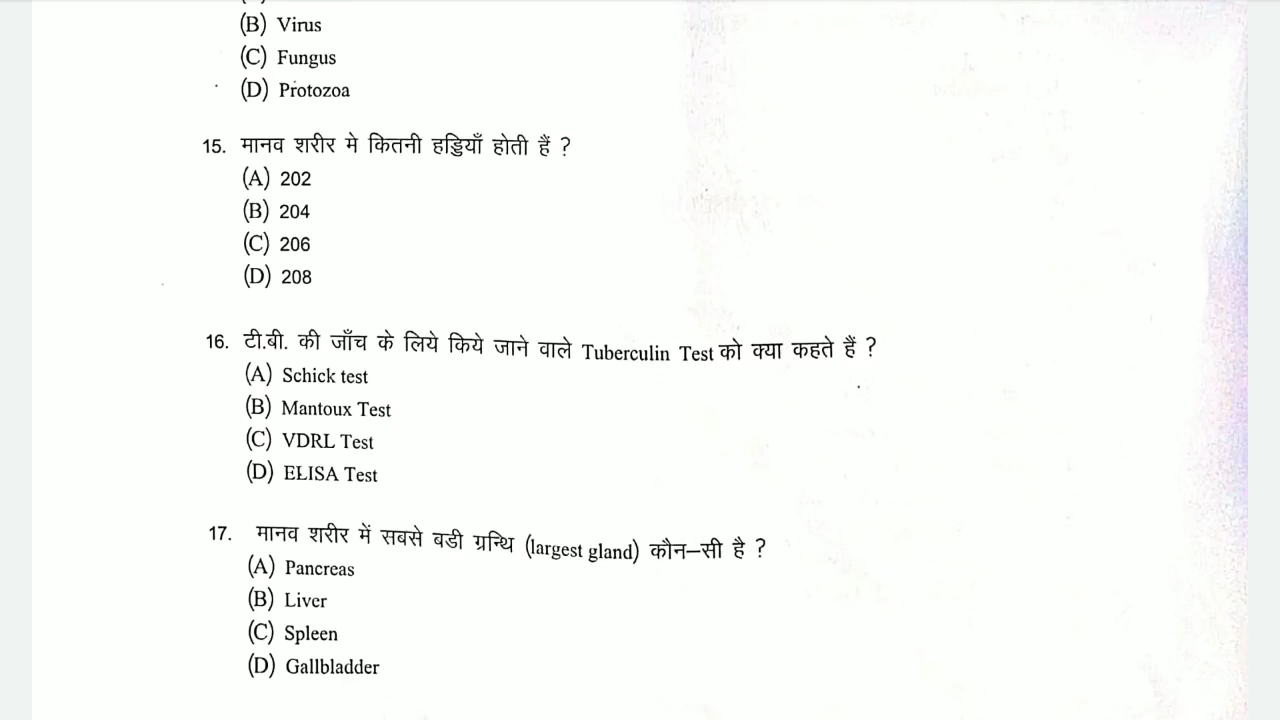 (B) Virus
(C) Fungus
(D) Protozoa
15. मानव शरीर मे कितनी हड्डियाँ होती हैं ?
(A) 202
(B) 204
(C) 206
(D) 208
16. टी.बी. की जाँच के लिये किये जाने वाले Tuberculin Test को क्या कहते हैं ?
(A) Schick test
(B) Mantoux Test
(C) VDRL Test
(D) ELISA Test
17. मानव शरीर में सबसे बडी ग्रन्थि (largest gland) कौन–सी है ?
(A) Pancreas
(B) Liver
(C) Spleen
(D) Gallbladder